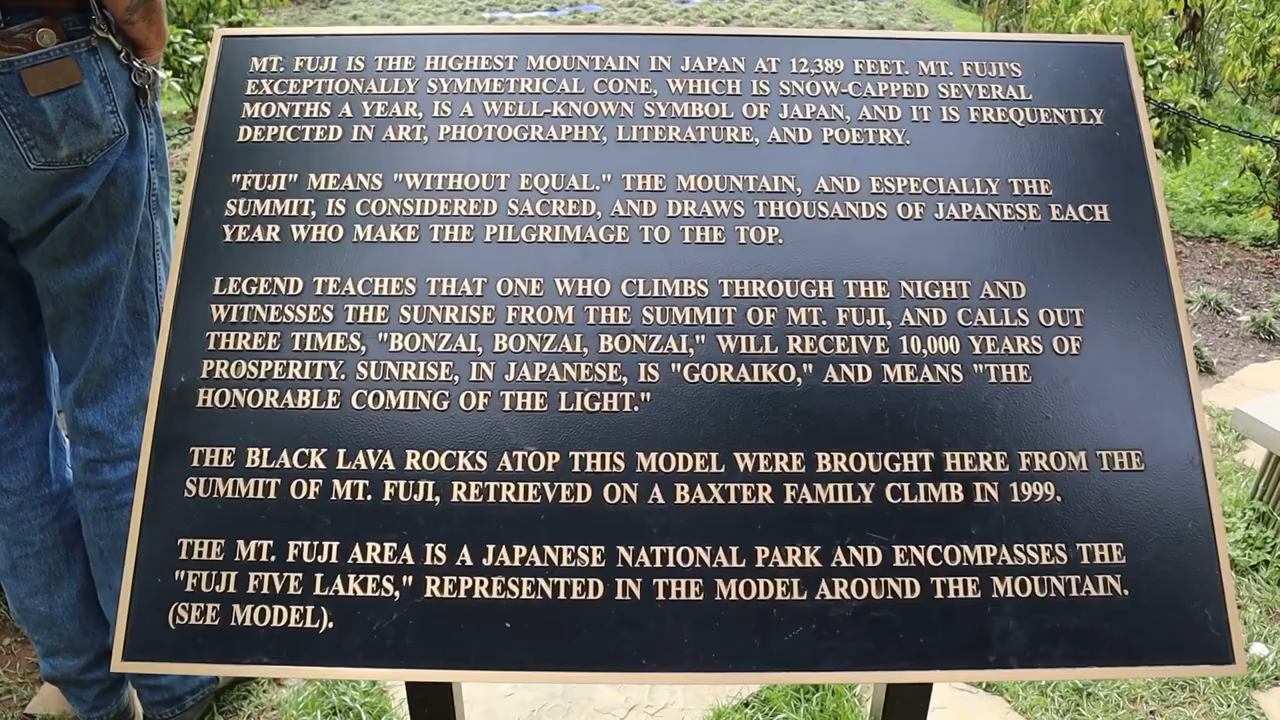 MT. FUJI IS THE HIGHEST MOUNTAIN IN JAPAN AT 12,389 FEET. MT. FUJI'S
EXCEPTIONALLY SYMMETRICAL CONE, WHICH IS SNOW-CAPPED SEVERAL
MONTHS A YEAR, IS A WELL-KNOWN SYMBOL OF JAPAN, AND IT IS FREQUENTLY
DEPICTED IN ART, PHOTOGRAPHY, LITERATURE, AND POETRY.
"FUJI" MEANS "WITHOUT EQUAL." THE MOUNTAIN, AND ESPECIALLY THE
SUMMIT, IS CONSIDERED SACRED, AND DRAWS THOUSANDS OF JAPANESE EACH
YEAR WHO MAKE THE PILGRIMAGE TO THE TOP.
LEGEND TEACHES THAT ONE WHO CLIMBS THROUGH THE NIGHT AND
WITNESSES THE SUNRISE FROM THE SUMMIT OF MT. FUJI, AND CALLS OUT
THREE TIMES, "BONZAI, BONZAI, BONZAI," WILL RECEIVE 10,000 YEARS OF
PROSPERITY. SUNRISE, IN JAPANESE, IS "GORAIKO," AND MEANS "THE
HONORABLE COMING OF THE LIGHT."
THE BLACK LAVA ROCKS ATOP THIS MODEL WERE BROUGHT HERE FROM THE
SUMMIT OF MT. FUJI, RETRIEVED ON A BAXTER FAMILY CLIMB IN 1999.
THE MT. FUJI AREA IS A JAPANESE NATIONAL PARK AND ENCOMPASSES THE
"FUJI FIVE LAKES," REPRESENTED IN THE MODEL AROUND THE MOUNTAIN.
(SEE MODEL).